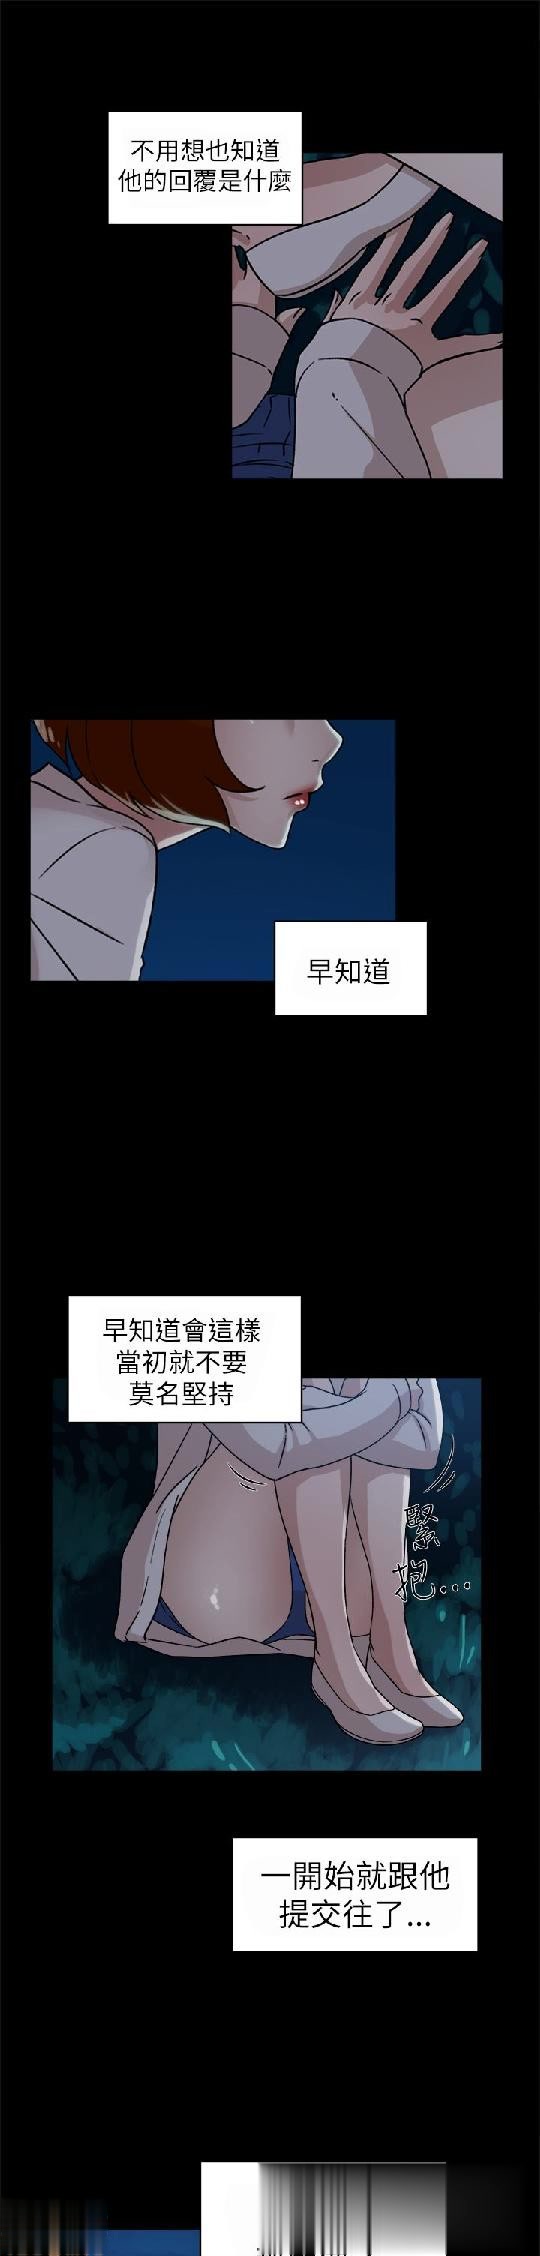 不用想也知道
他的回覆是什麼
早知道
早知道會這樣
當初就不要
莫名堅持
緊
抱...
一開始就跟他
提交往了...